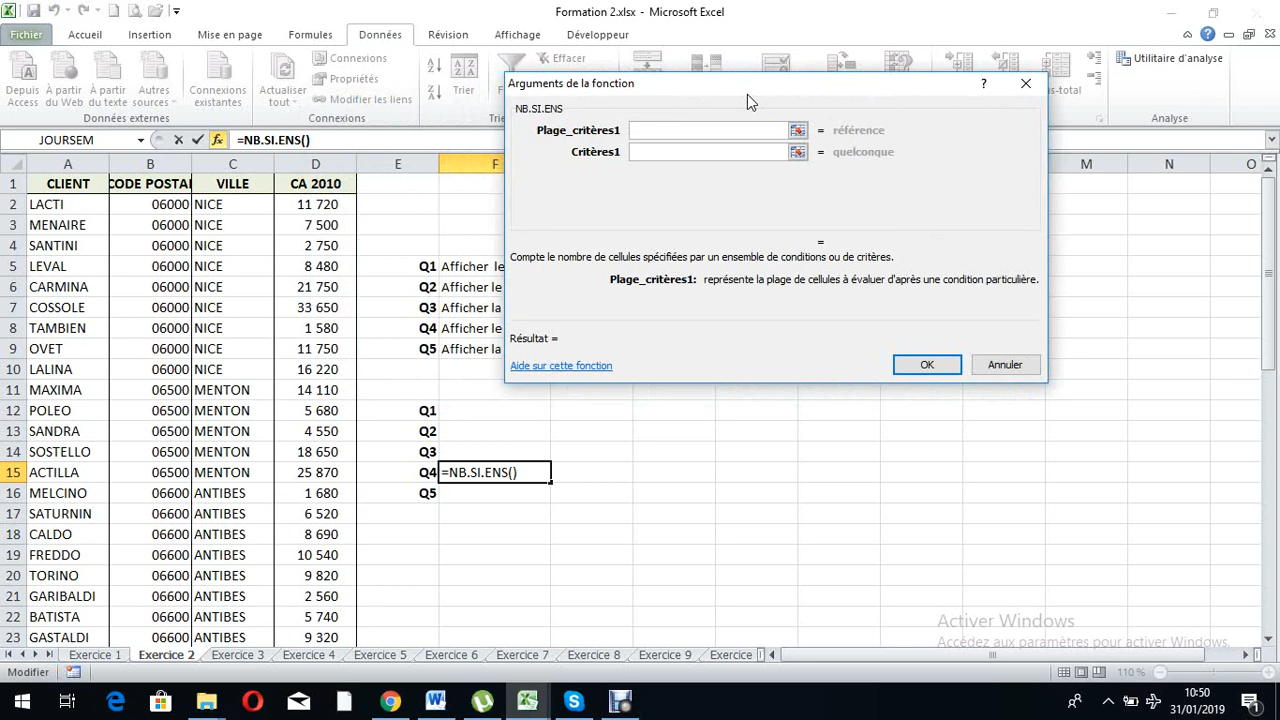 Formation 2.xlsx - Microsoft Excel
Fichier Accueil Insertion Mise en page Formules Données Révision Affichage Développeur
Depuis Access
À partir du Web
À partir du texte
Autres sources
Connexions existantes
Données externes
Actualiser tout
Connexions
Propriétés
Modifier les liens
Connexions
Trier
Effacer
Utilitaire d'analyse
Analyse
JOURSEM =NB.SI.ENS()
A B C D E F M N O
1 CLIENT CODE POSTAL VILLE CA 2010
2 LACTI 06000 NICE 11 720
3 MENAIRE 06000 NICE 7 500
4 SANTINI 06000 NICE 2 750
5 LEVAL 06000 NICE 8 480 Q1 Afficher le
6 CARMINA 06000 NICE 21 750 Q2 Afficher le
7 COSSOLE 06000 NICE 33 650 Q3 Afficher la
8 TAMBIEN 06000 NICE 1 580 Q4 Afficher le
9 OVET 06000 NICE 11 750 Q5 Afficher la
10 LALINA 06000 NICE 16 220
11 MAXIMA 06500 MENTON 14 110
12 POLEO 06500 MENTON 5 680 Q1
13 SANDRA 06500 MENTON 4 550 Q2
14 SOSTELLO 06500 MENTON 18 650 Q3
15 ACTILLA 06500 MENTON 25 870 Q4 =NB.SI.ENS()
16 MELCINO 06600 ANTIBES 1 680 Q5
17 SATURNIN 06600 ANTIBES 6 520
18 CALDO 06600 ANTIBES 8 690
19 FREDDO 06600 ANTIBES 10 540
20 TORINO 06600 ANTIBES 9 820
21 GARIBALDI 06600 ANTIBES 2 560
22 BATISTA 06600 ANTIBES 5 740
23 GASTALDI 06600 ANTIBES 9 320
Arguments de la fonction
NB.SI.ENS
Plage_critères1 = référence
Critères1 = quelconque
=
Compte le nombre de cellules spécifiées par un ensemble de conditions ou de critères.
Plage_critères1: représente la plage de cellules à évaluer d'après une condition particulière.
Résultat =
Aide sur cette fonction
OK Annuler
Activer Windows
Accédez aux paramètres pour activer Windows.
Exercice 1 Exercice 2 Exercice 3 Exercice 4 Exercice 5 Exercice 6 Exercice 7 Exercice 8 Exercice 9 Exercice
Modifier 110 %
10:50
31/01/2019